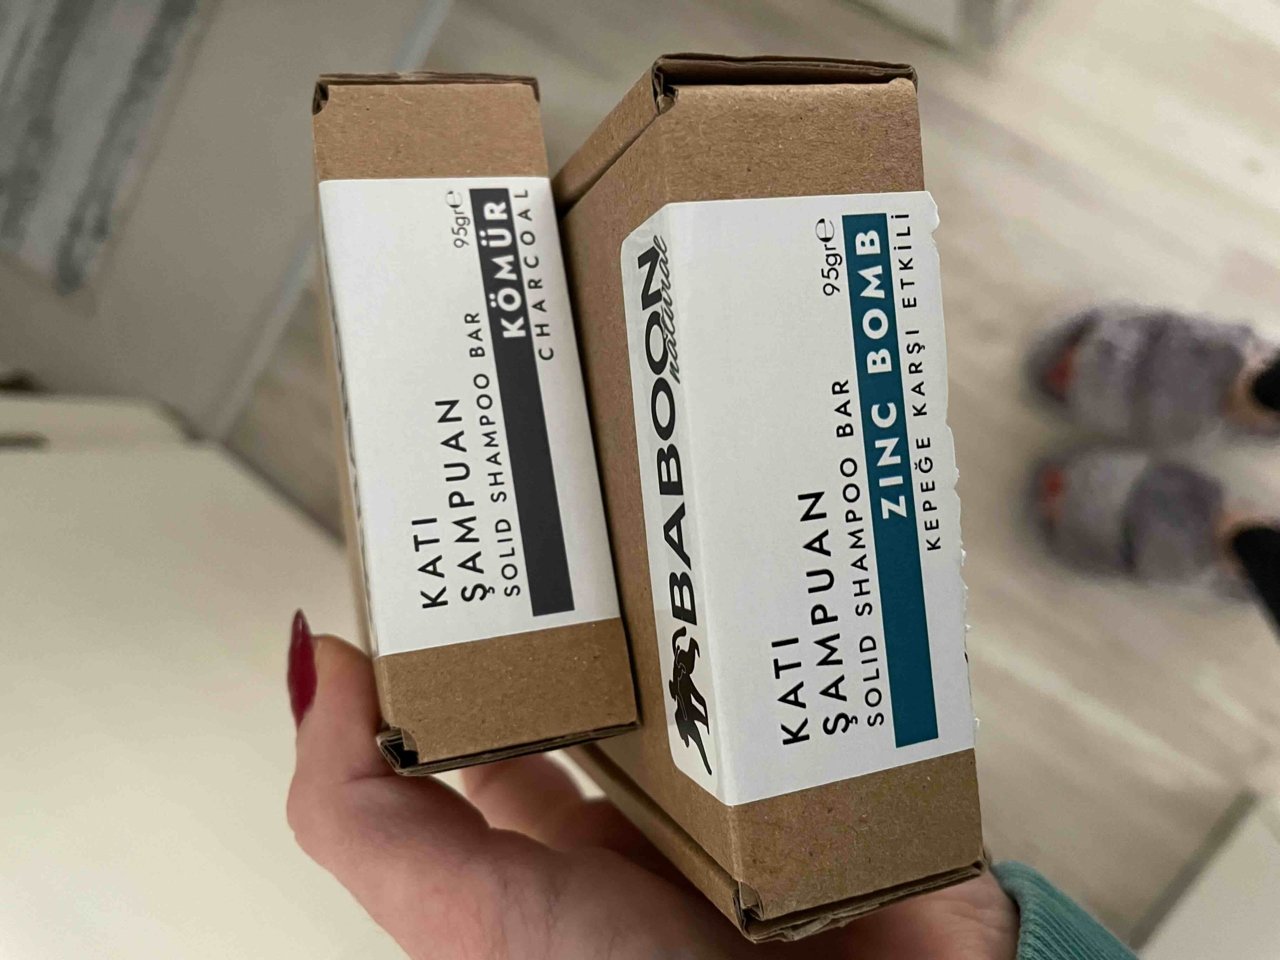 KATI
ŞAMPUAN
SOLID SHAMPOO BAR
95gr℮
KÖMÜR
CHARCOAL
BABOON
natural
KATI
ŞAMPUAN
SOLID SHAMPOO BAR
95gr℮
ZINC BOMB
KEPEĞE KARŞI ETKİLİ